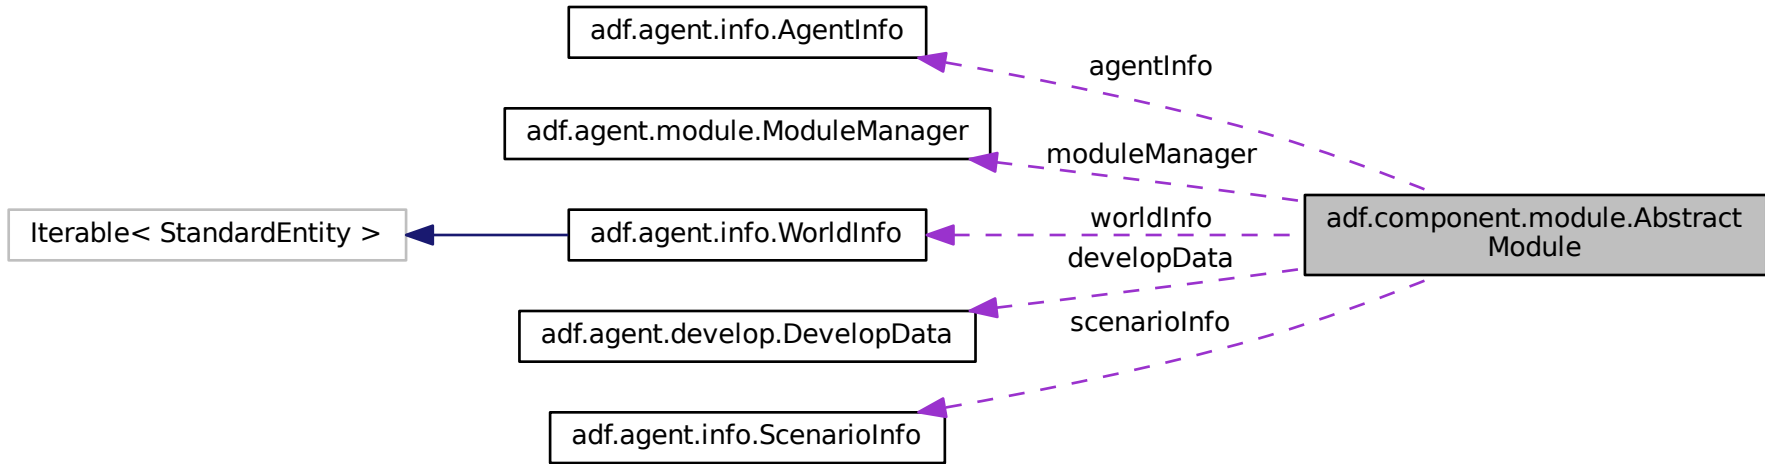 adf.agent.info.AgentInfo
agentInfo
adf.agent.module.ModuleManager
moduleManager
Iterable< StandardEntity >
adf.agent.info.WorldInfo
worldInfo
adf.component.module.Abstract
Module
developData
adf.agent.develop.DevelopData
scenarioInfo
adf.agent.info.ScenarioInfo